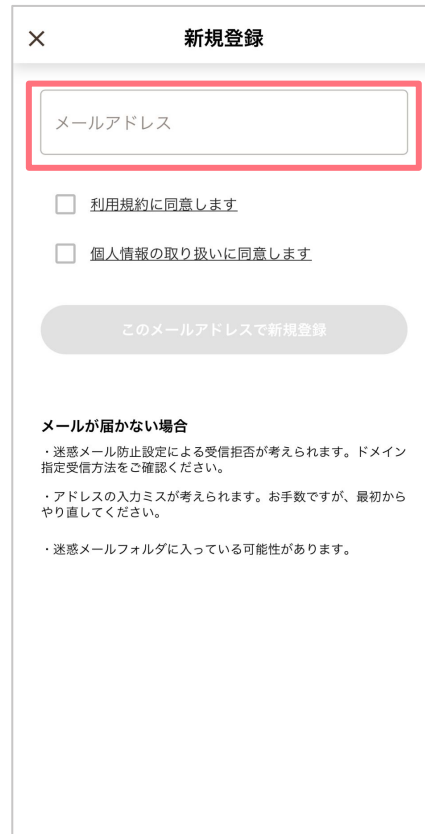 新規登録
メールアドレス
利用規約に同意します
個人情報の取り扱いに同意します
このメールアドレスで新規登録
メールが届かない場合
・迷惑メール防止設定による受信拒否が考えられます。ドメイン
指定受信方法をご確認ください。
・アドレスの入力ミスが考えられます。お手数ですが、最初から
やり直してください。
・迷惑メールフォルダに入っている可能性があります。